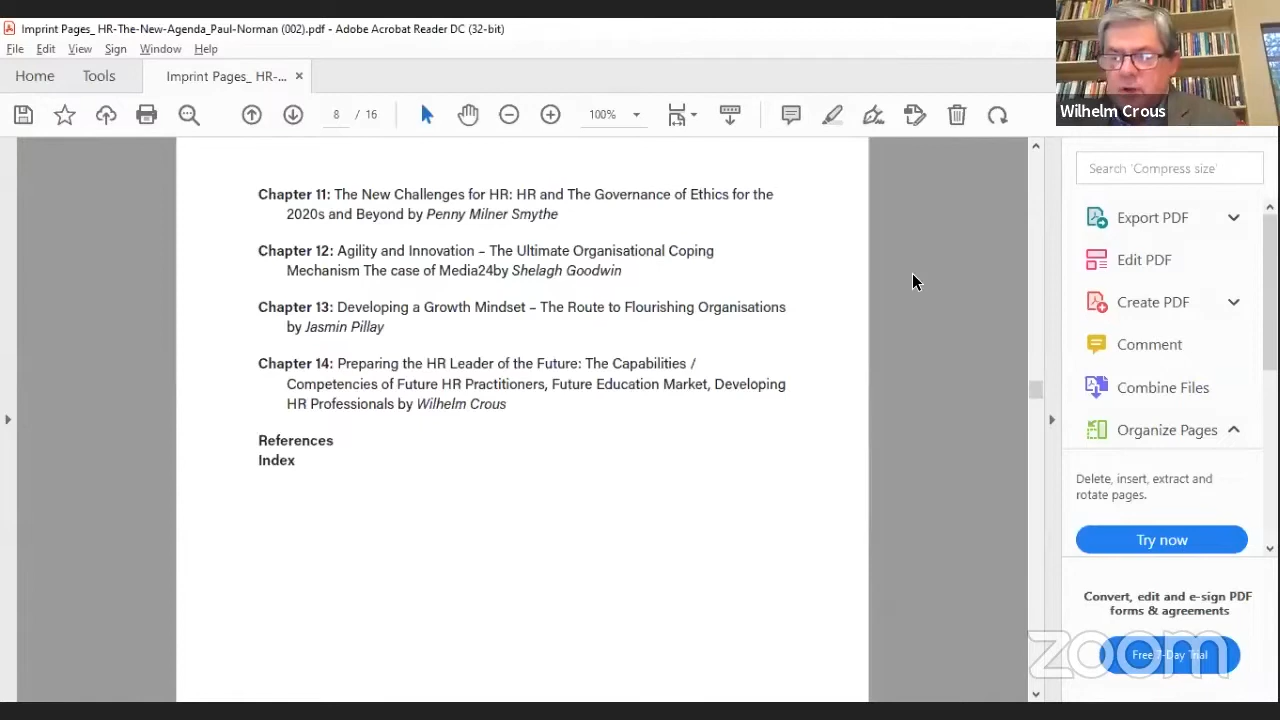 Imprint Pages_ HR-The-New-Agenda_Paul-Norman (002).pdf - Adobe Acrobat Reader DC (32-bit)
File Edit View Sign Window Help
Home Tools Imprint Pages_ HR-... ×
8 / 16 100%
Wilhelm Crous
Chapter 11: The New Challenges for HR: HR and The Governance of Ethics for the
2020s and Beyond by Penny Milner Smythe
Chapter 12: Agility and Innovation – The Ultimate Organisational Coping
Mechanism The case of Media24by Shelagh Goodwin
Chapter 13: Developing a Growth Mindset – The Route to Flourishing Organisations
by Jasmin Pillay
Chapter 14: Preparing the HR Leader of the Future: The Capabilities /
Competencies of Future HR Practitioners, Future Education Market, Developing
HR Professionals by Wilhelm Crous
References
Index
Search 'Compress size'
Export PDF
Edit PDF
Create PDF
Comment
Combine Files
Organize Pages
Delete, insert, extract and
rotate pages.
Try now
Convert, edit and e-sign PDF
forms & agreements
Free 7-Day Trial
zoom